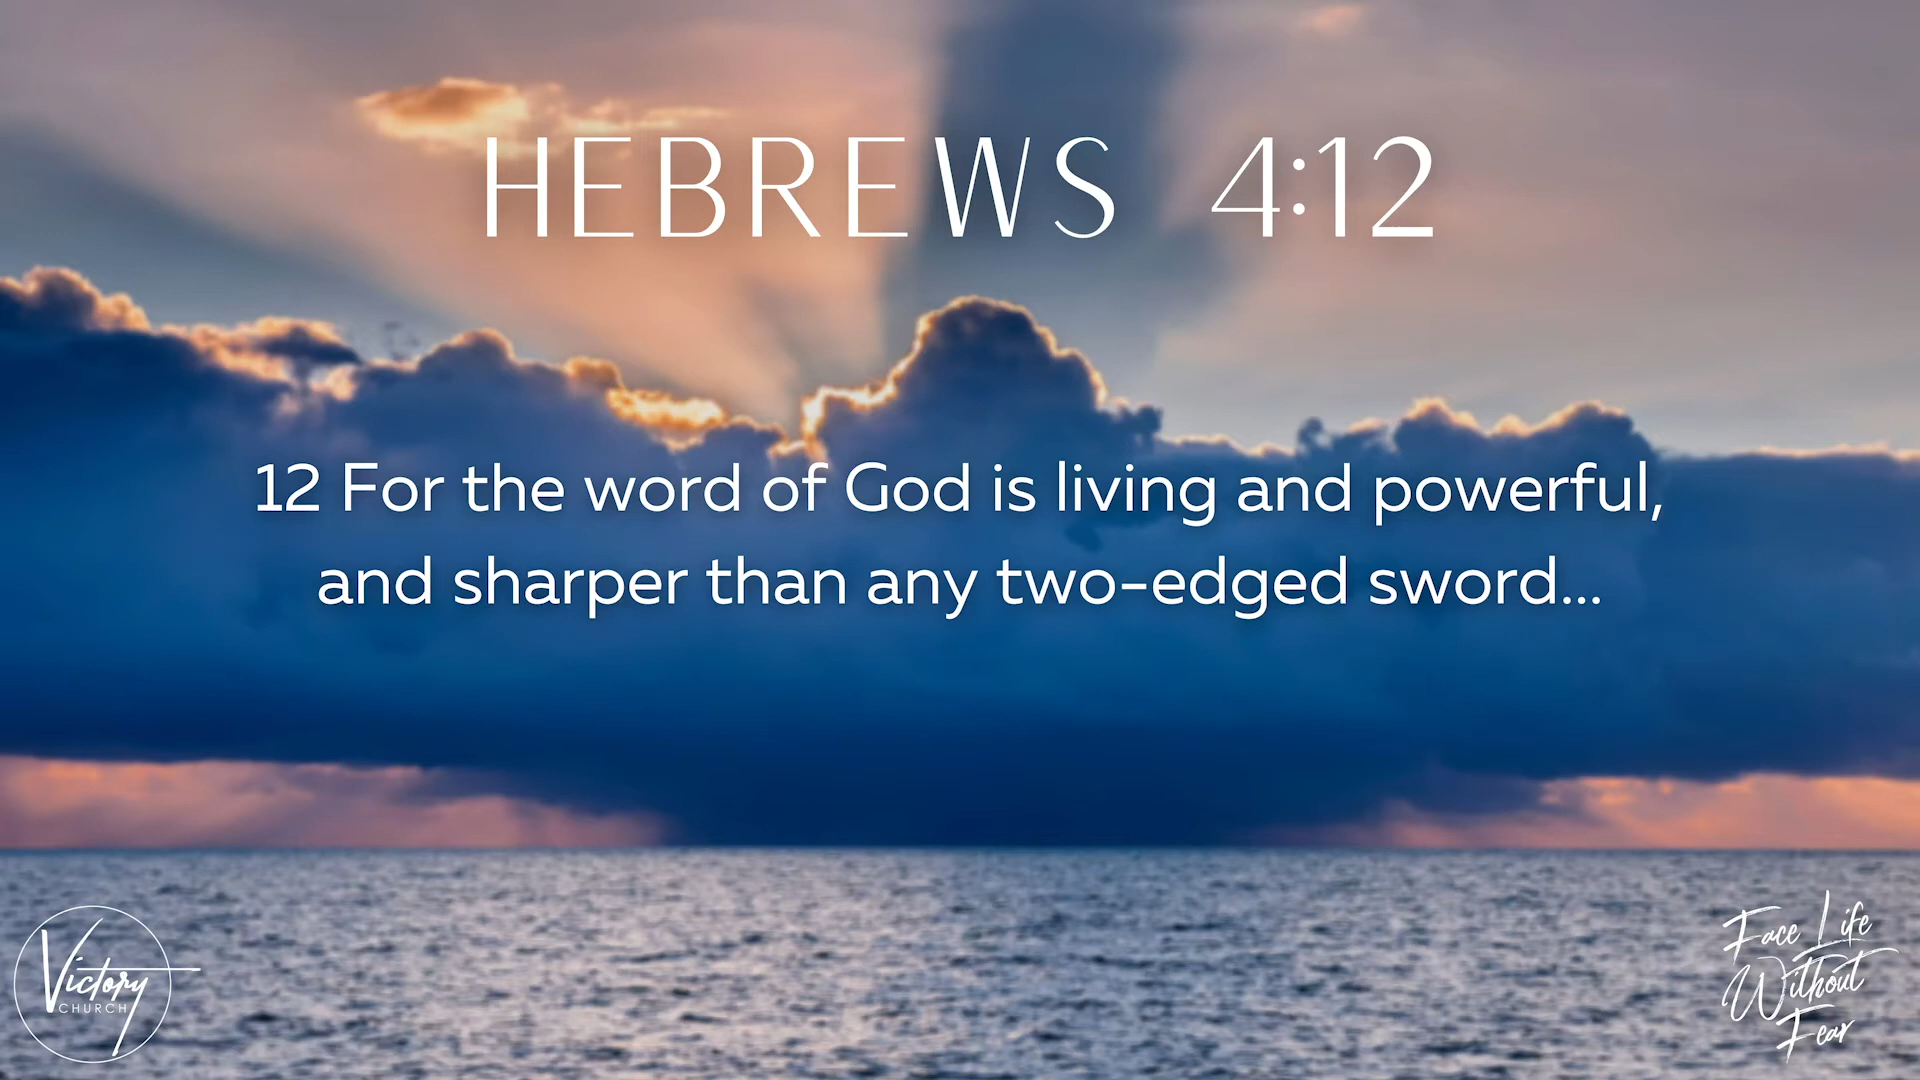 HEBREWS 4:12
12 For the word of God is living and powerful,
and sharper than any two-edged sword...
Victory
CHURCH
Face Life
Without
Fear